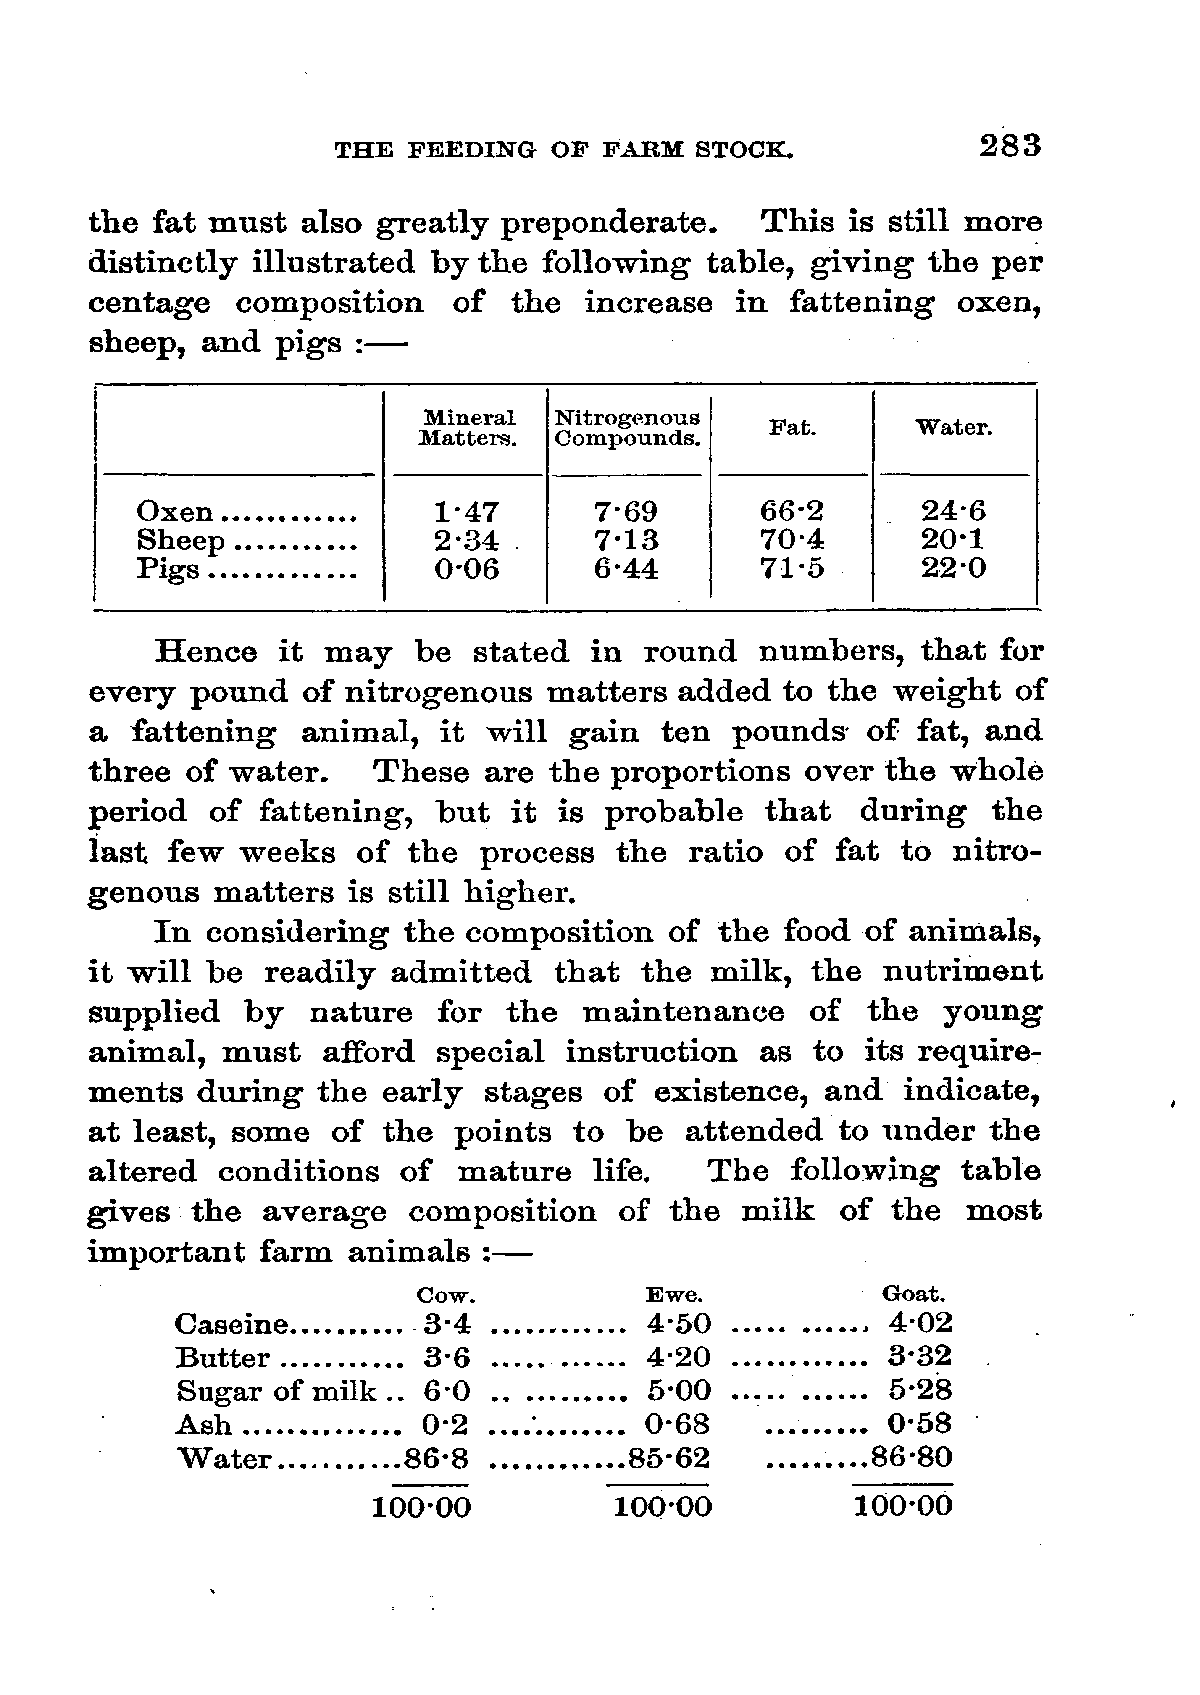 THE FEEDING OF FARM STOCK. 283
the fat must also greatly preponderate. This is still more
distinctly illustrated by the following table, giving the per
centage composition of the increase in fattening oxen,
sheep, and pigs :—
Mineral Matters. Nitrogenous Compounds. Fat. Water.
Oxen ............ 1·47 7·69 66·2 24·6
Sheep ........... 2·34 7·13 70·4 20·1
Pigs ............. 0·06 6·44 71·5 22·0
Hence it may be stated in round numbers, that for
every pound of nitrogenous matters added to the weight of
a fattening animal, it will gain ten pounds of fat, and
three of water. These are the proportions over the whole
period of fattening, but it is probable that during the
last few weeks of the process the ratio of fat to nitro-
genous matters is still higher.
In considering the composition of the food of animals,
it will be readily admitted that the milk, the nutriment
supplied by nature for the maintenance of the young
animal, must afford special instruction as to its require-
ments during the early stages of existence, and indicate,
at least, some of the points to be attended to under the
altered conditions of mature life. The following table
gives the average composition of the milk of the most
important farm animals :—
Cow. Ewe. Goat.
Caseine........... 3·4 ............ 4·50 ..... ...... 4·02
Butter ........... 3·6 ..... ...... 4·20 ............ 3·32
Sugar of milk .. 6·0 .. ......... 5·00 ..... ...... 5·28
Ash .............. 0·2 ............ 0·68 ......... 0·58
Water...........86·8 ............85·62 .........86·80
100·00 100·00 100·00